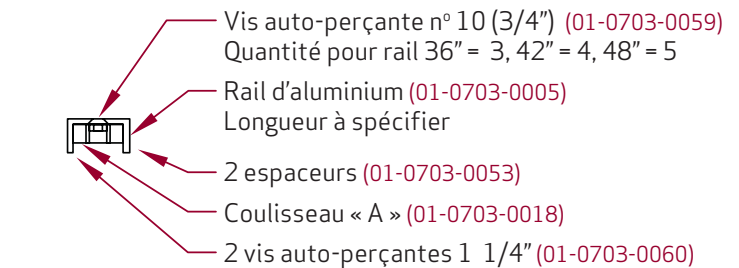 Vis auto-perçante nº 10 (3/4″) (01-0703-0059)
Quantité pour rail 36″ = 3, 42″ = 4, 48″ = 5
Rail d’aluminium (01-0703-0005)
Longueur à spécifier
2 espaceurs (01-0703-0053)
Coulisseau « A » (01-0703-0018)
2 vis auto-perçantes 1 1/4″ (01-0703-0060)